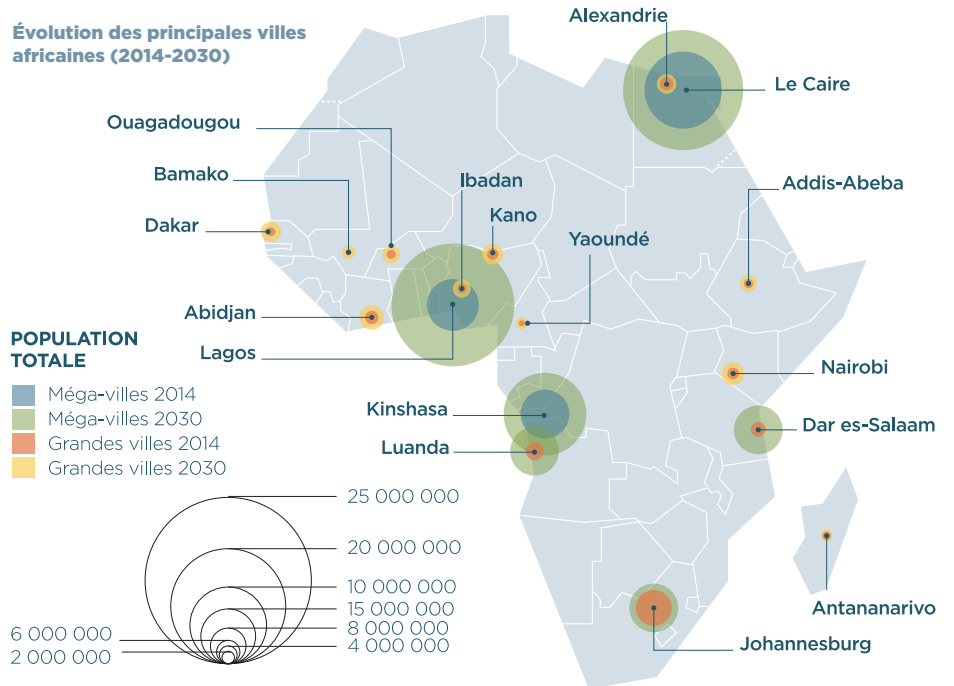 Évolution des principales villes
africaines (2014-2030)
Alexandrie
Le Caire
Ouagadougou
Bamako
Ibadan
Addis-Abeba
Dakar
Kano
Yaoundé
Abidjan
Lagos
Nairobi
Kinshasa
Dar es-Salaam
Luanda
Antananarivo
Johannesburg
POPULATION
TOTALE
Méga-villes 2014
Méga-villes 2030
Grandes villes 2014
Grandes villes 2030
25 000 000
20 000 000
10 000 000
15 000 000
8 000 000
4 000 000
6 000 000
2 000 000